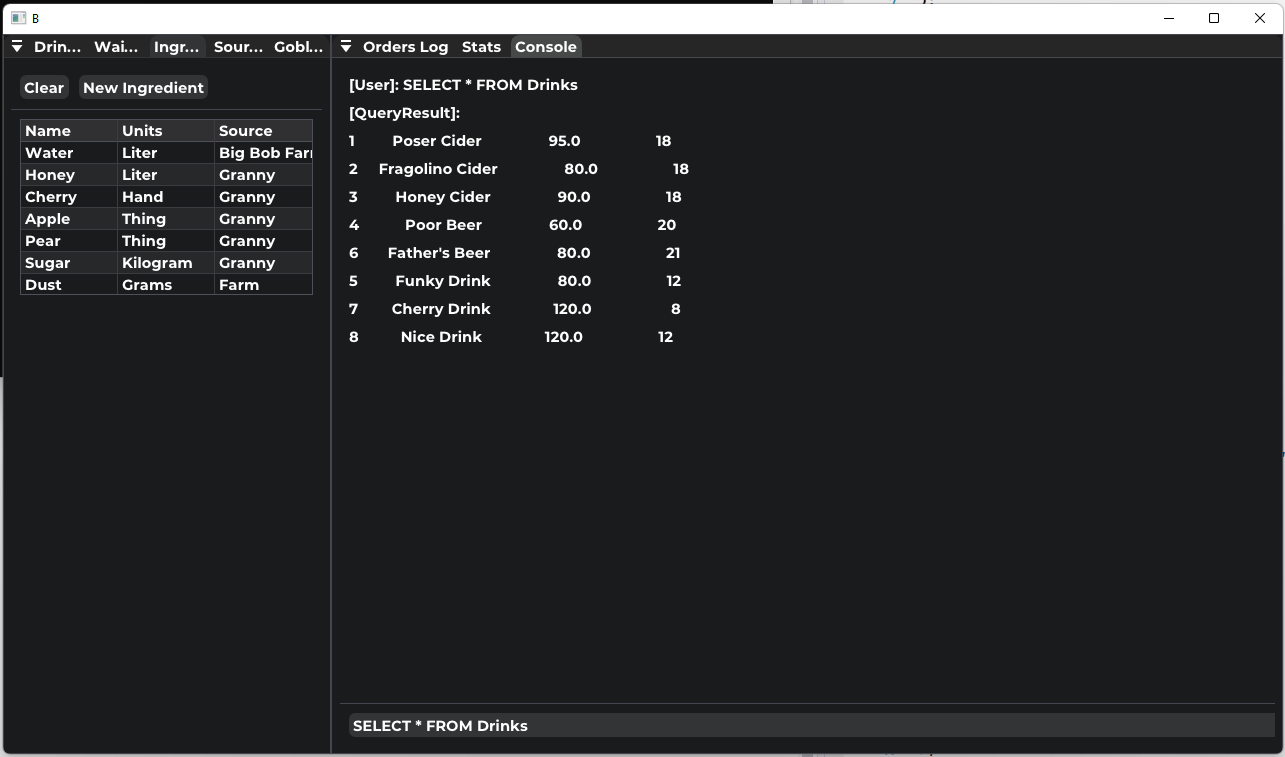 B
Drin... Wai... Ingr... Sour... Gobl...
Orders Log Stats Console
Clear New Ingredient
Name Units Source
Water Liter Big Bob Far
Honey Liter Granny
Cherry Hand Granny
Apple Thing Granny
Pear Thing Granny
Sugar Kilogram Granny
Dust Grams Farm
[User]: SELECT * FROM Drinks
[QueryResult]:
1 Poser Cider 95.0 18
2 Fragolino Cider 80.0 18
3 Honey Cider 90.0 18
4 Poor Beer 60.0 20
6 Father's Beer 80.0 21
5 Funky Drink 80.0 12
7 Cherry Drink 120.0 8
8 Nice Drink 120.0 12
SELECT * FROM Drinks